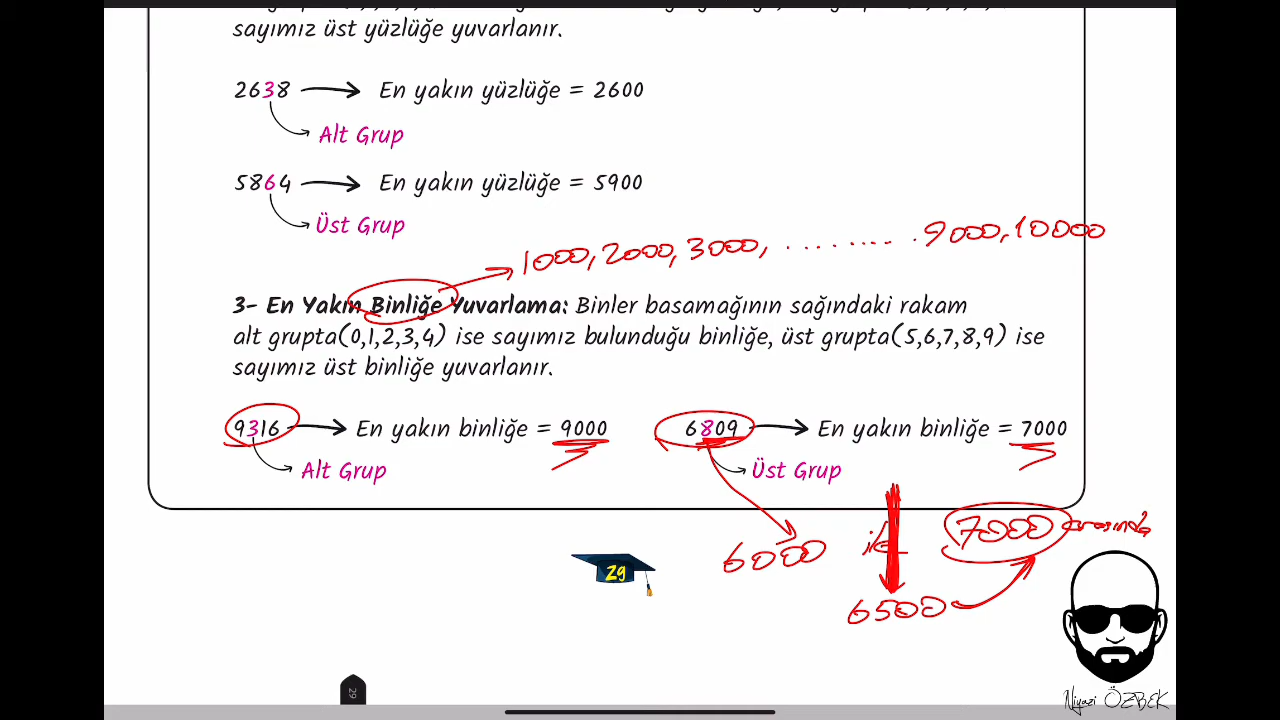 sayımız üst yüzlüğe yuvarlanır.
2638 → En yakın yüzlüğe = 2600
Alt Grup
5864 → En yakın yüzlüğe = 5900
Üst Grup
1000, 2000, 3000, ......... 9000, 10000
3- En Yakın Binliğe Yuvarlama: Binler basamağının sağındaki rakam
alt grupta(0,1,2,3,4) ise sayımız bulunduğu binliğe, üst grupta(5,6,7,8,9) ise
sayımız üst binliğe yuvarlanır.
9316 → En yakın binliğe = 9000
Alt Grup
6809 → En yakın binliğe = 7000
Üst Grup
6000 ile 7000 arasında
6500
29
29
Niyazi ÖZBEK